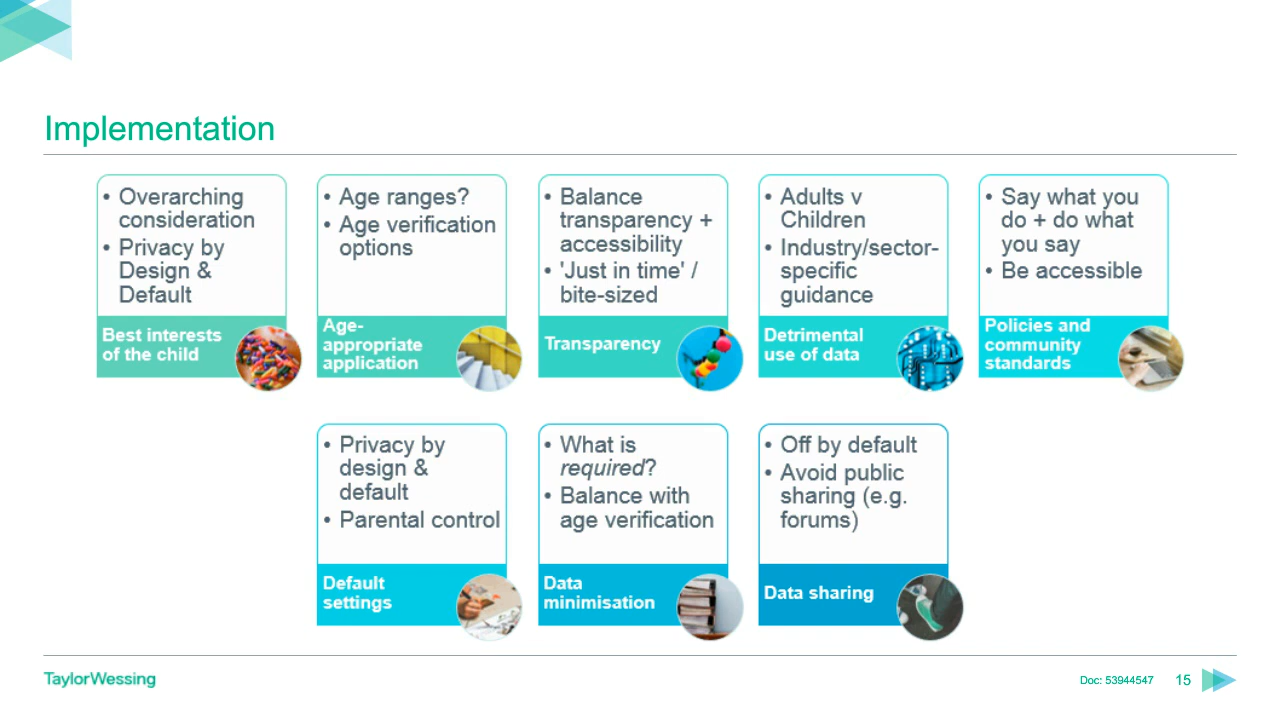 Implementation
• Overarching
consideration
• Privacy by
Design &
Default
Best interests
of the child
• Age ranges?
• Age verification
options
Age-
appropriate
application
• Balance
transparency +
accessibility
• 'Just in time' /
bite-sized
Transparency
• Adults v
Children
• Industry/sector-
specific
guidance
Detrimental
use of data
• Say what you
do + do what
you say
• Be accessible
Policies and
community
standards
• Privacy by
design &
default
• Parental control
Default
settings
• What is
required?
• Balance with
age verification
Data
minimisation
• Off by default
• Avoid public
sharing (e.g.
forums)
Data sharing
TaylorWessing
Doc: 53944547
15